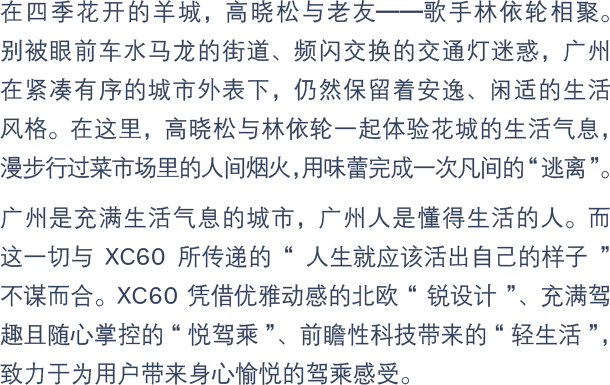 在四季花开的羊城，高晓松与老友——歌手林依轮相聚。
别被眼前车水马龙的街道、频闪交换的交通灯迷惑，广州
在紧凑有序的城市外表下，仍然保留着安逸、闲适的生活
风格。在这里，高晓松与林依轮一起体验花城的生活气息，
漫步行过菜市场里的人间烟火，用味蕾完成一次凡间的“逃离”。
广州是充满生活气息的城市，广州人是懂得生活的人。而
这一切与 XC60 所传递的“ 人生就应该活出自己的样子 ”
不谋而合。XC60 凭借优雅动感的北欧“ 锐设计 ”、充满驾
趣且随心掌控的“ 悦驾乘 ”、前瞻性科技带来的“ 轻生活 ”，
致力于为用户带来身心愉悦的驾乘感受。